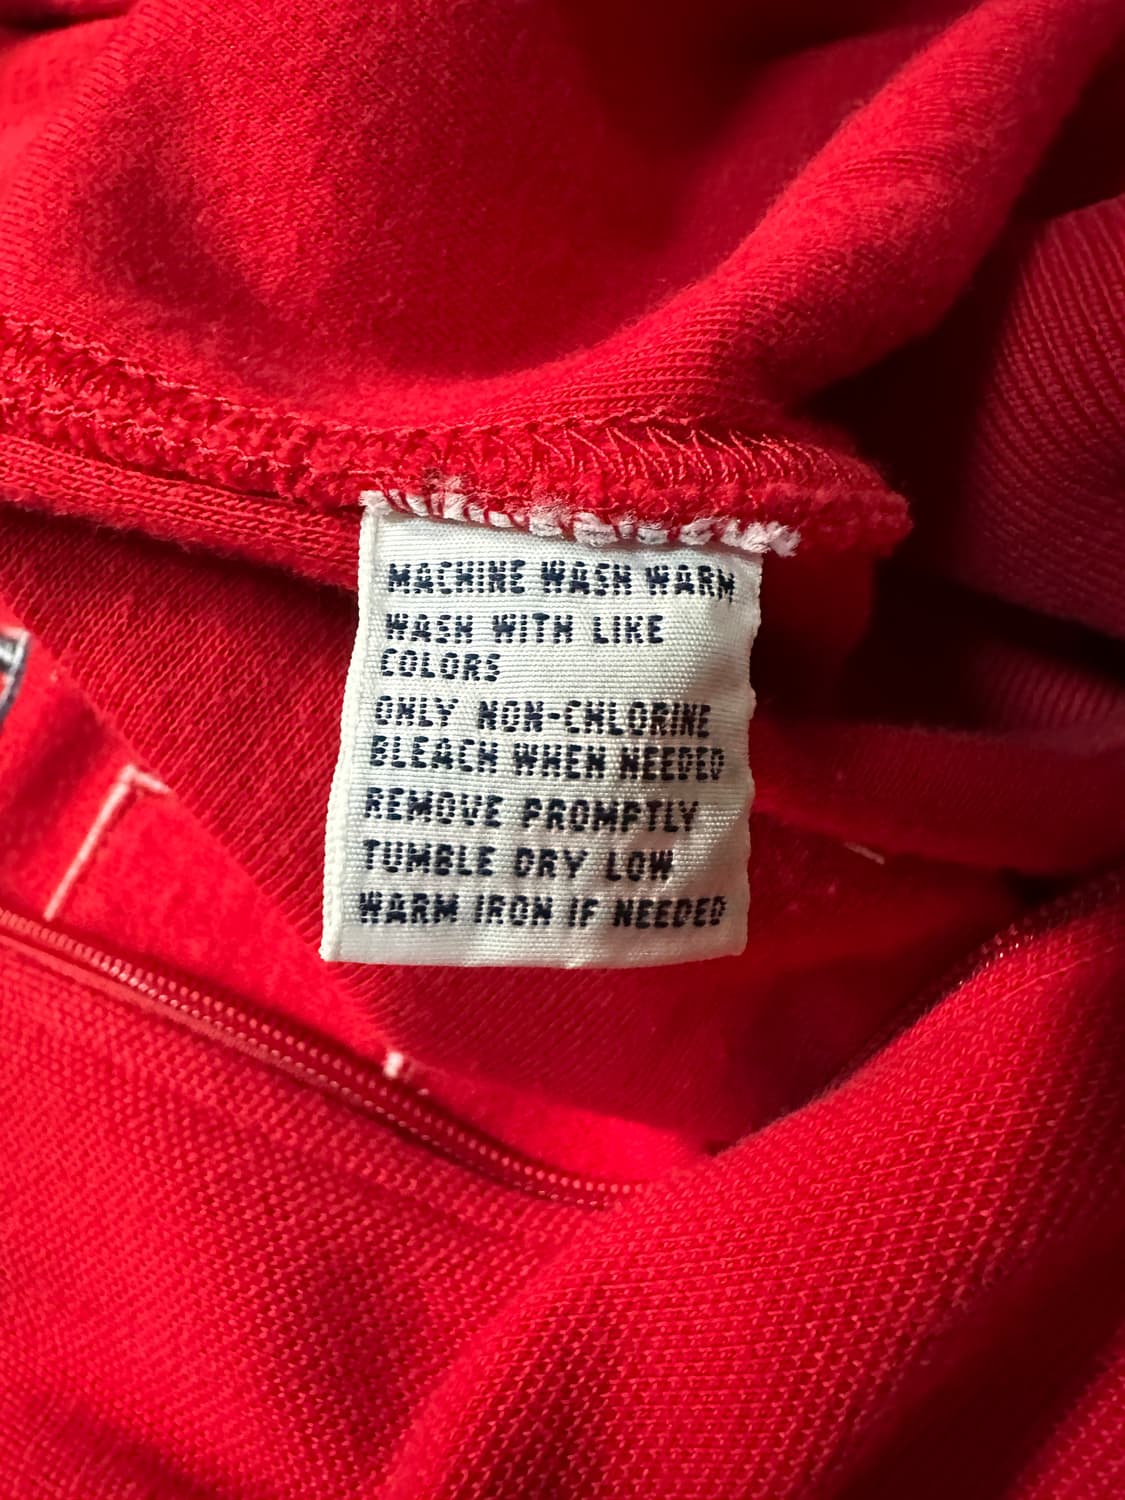 MACHINE WASH WARM
WASH WITH LIKE
COLORS
ONLY NON-CHLORINE
BLEACH WHEN NEEDED
REMOVE PROMPTLY
TUMBLE DRY LOW
WARM IRON IF NEEDED